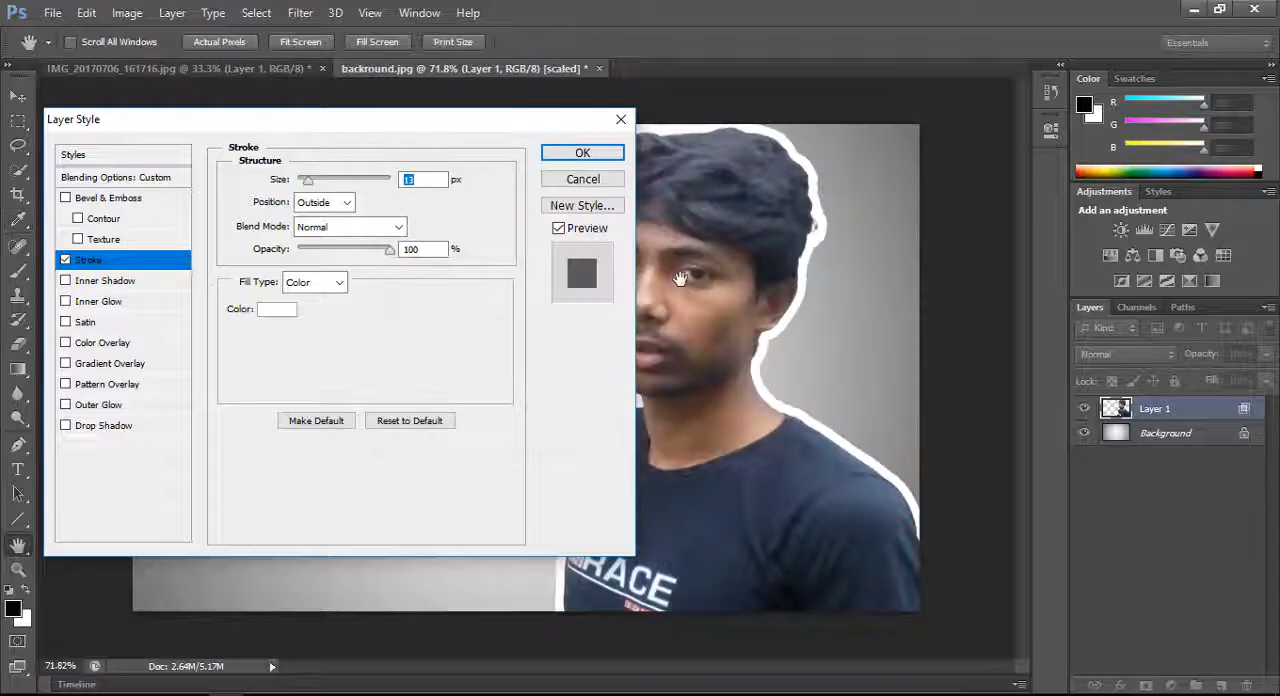 Ps File Edit Image Layer Type Select Filter 3D View Window Help
Scroll All Windows Actual Pixels Fit Screen Fill Screen Print Size Essentials
IMG_20170706_161716.jpg @ 33.3% (Layer 1, RGB/8) * × backround.jpg @ 71.8% (Layer 1, RGB/8) [scaled] * ×
Layer Style
Styles
Blending Options: Custom
Bevel & Emboss
Contour
Texture
Stroke
Inner Shadow
Inner Glow
Satin
Color Overlay
Gradient Overlay
Pattern Overlay
Outer Glow
Drop Shadow
Stroke
Structure
Size: 13 px
Position: Outside
Blend Mode: Normal
Opacity: 100 %
Fill Type: Color
Color:
Make Default Reset to Default
OK
Cancel
New Style...
Preview
RACE
Color Swatches
R
G
B
Adjustments Styles
Add an adjustment
Layers Channels Paths
Kind
Normal Opacity:
Lock: Fill:
Layer 1
Background
71.82% Doc: 2.64M/5.17M
Timeline